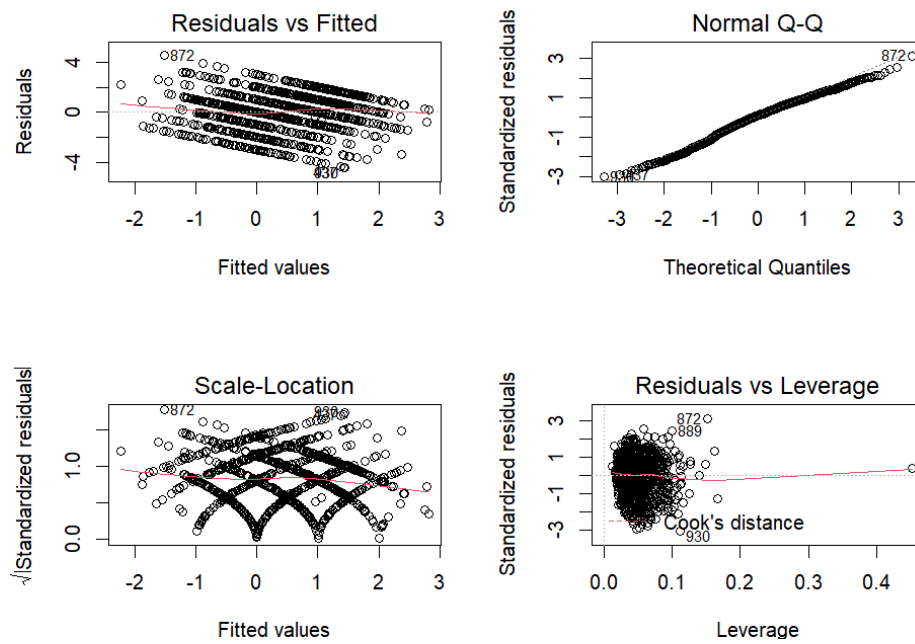 Residuals vs Fitted
Residuals
-4 0 2 4
872
930
-2 -1 0 1 2 3
Fitted values
Normal Q-Q
Standardized residuals
-3 -1 1 3
872
-3 -2 -1 0 1 2 3
Theoretical Quantiles
Scale-Location
√|Standardized residuals|
0.0 1.0
872
-2 -1 0 1 2 3
Fitted values
Residuals vs Leverage
Standardized residuals
-3 -1 1 3
872
889
930
Cook's distance
0.0 0.1 0.2 0.3 0.4
Leverage